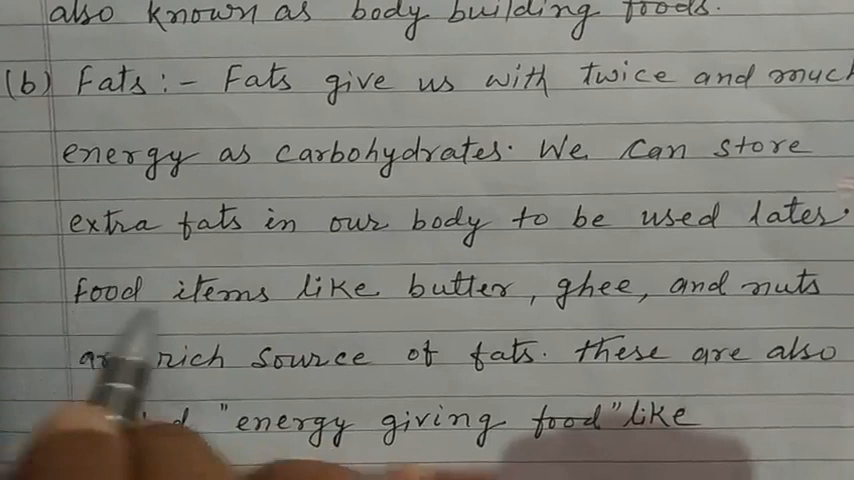 also known as body building foods.
(b) Fats :- Fats give us with twice and much
energy as carbohydrates. We can store
extra fats in our body to be used later.
food items like butter, ghee, and nuts
rich source of fats. these are also
"energy giving food" like